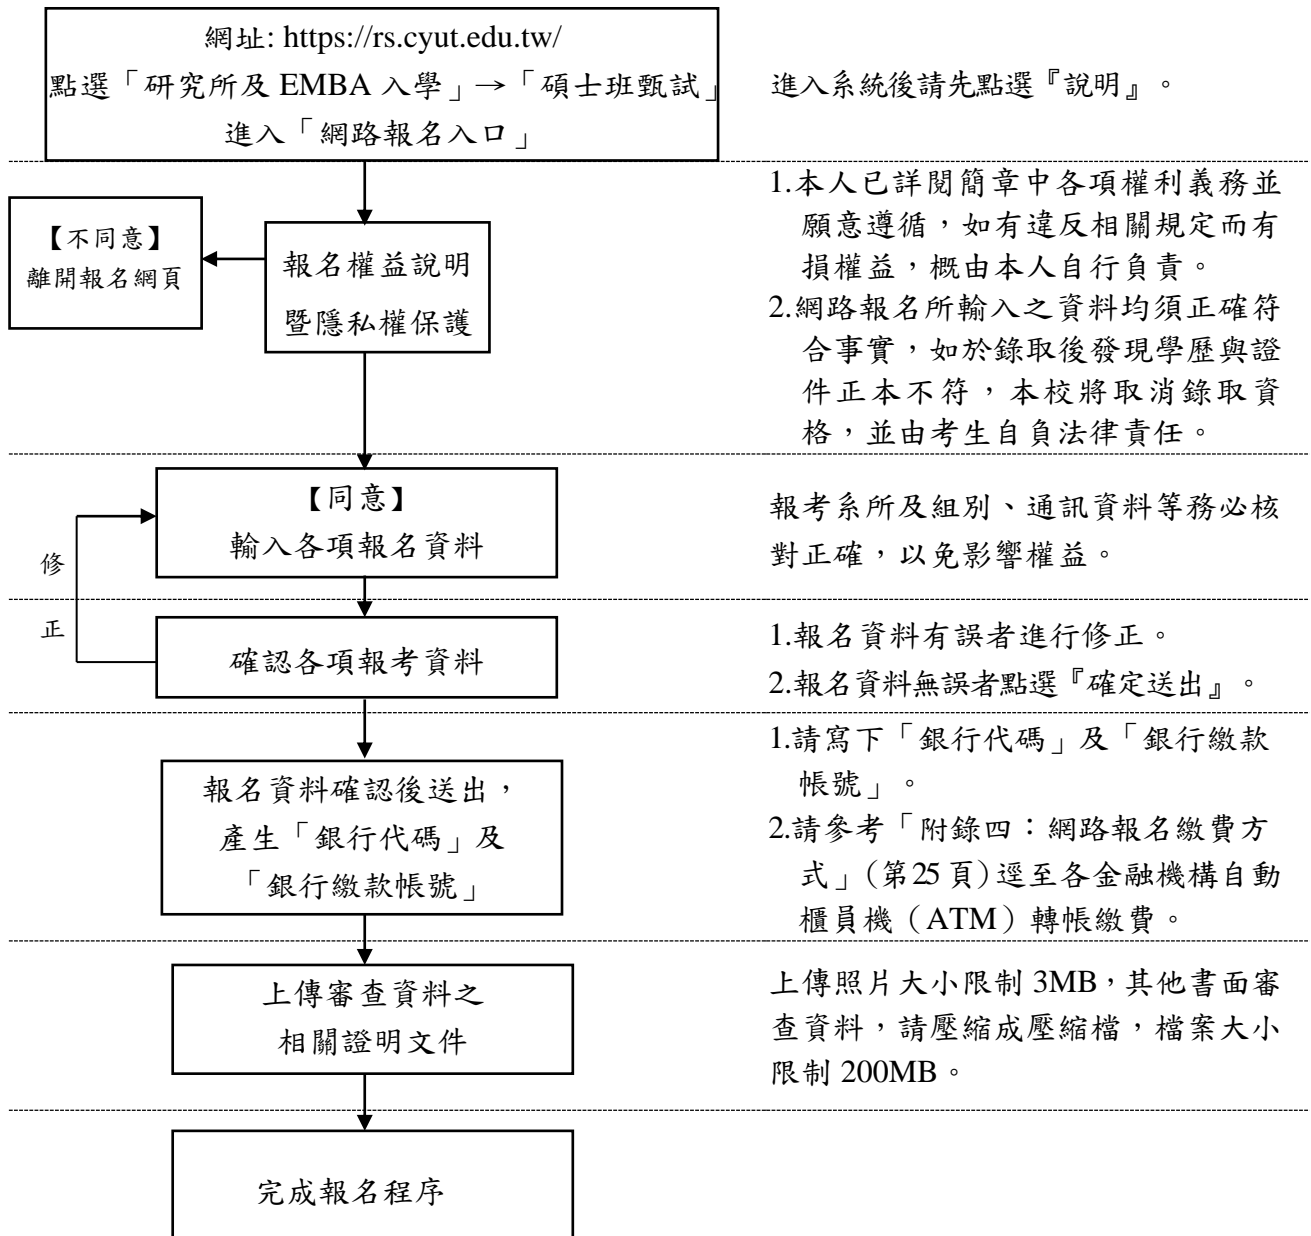 網址: https://rs.cyut.edu.tw/
點選「研究所及 EMBA 入學」→「碩士班甄試」
進入「網路報名入口」
進入系統後請先點選『說明』。
【不同意】
離開報名網頁
報名權益說明
暨隱私權保護
1.本人已詳閱簡章中各項權利義務並
願意遵循，如有違反相關規定而有
損權益，概由本人自行負責。
2.網路報名所輸入之資料均須正確符
合事實，如於錄取後發現學歷與證
件正本不符，本校將取消錄取資
格，並由考生自負法律責任。
【同意】
輸入各項報名資料
報考系所及組別、通訊資料等務必核
對正確，以免影響權益。
修
正
確認各項報考資料
1.報名資料有誤者進行修正。
2.報名資料無誤者點選『確定送出』。
報名資料確認後送出，
產生「銀行代碼」及
「銀行繳款帳號」
1.請寫下「銀行代碼」及「銀行繳款
帳號」。
2.請參考「附錄四：網路報名繳費方
式」(第25頁)逕至各金融機構自動
櫃員機（ATM）轉帳繳費。
上傳審查資料之
相關證明文件
上傳照片大小限制 3MB，其他書面審
查資料，請壓縮成壓縮檔，檔案大小
限制 200MB。
完成報名程序